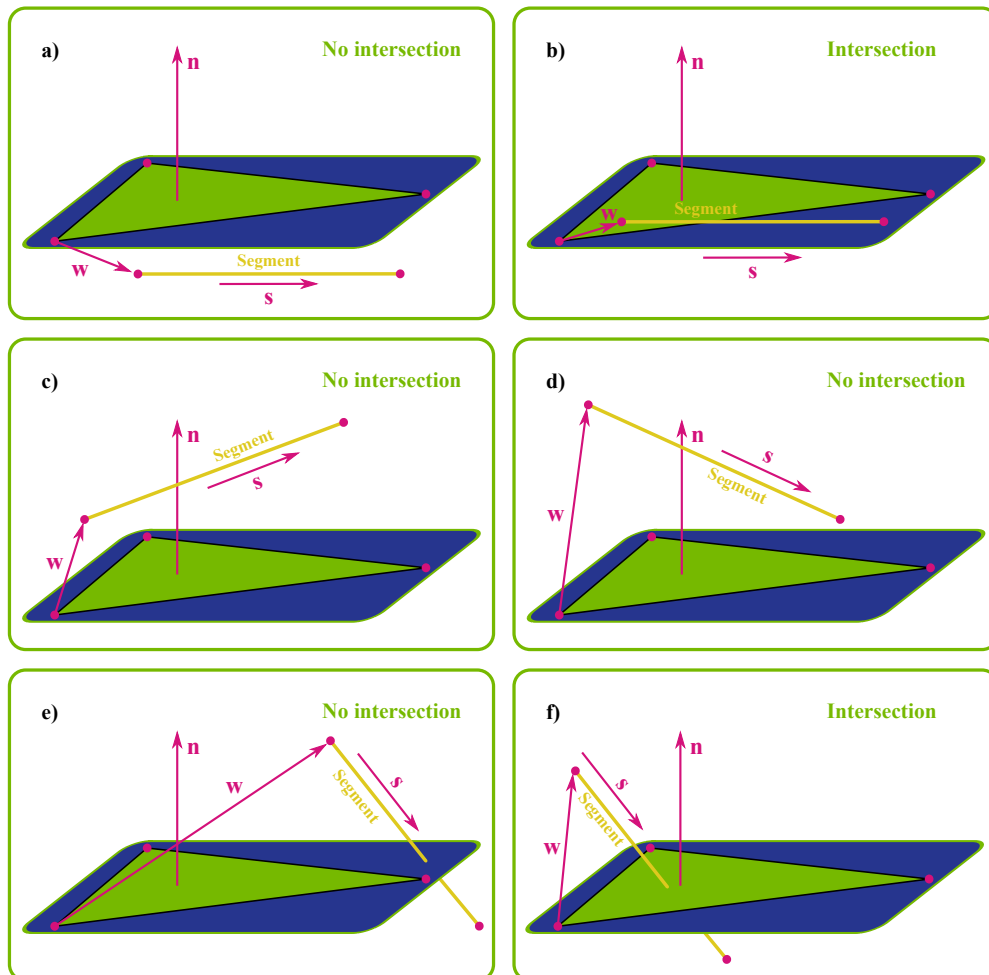 a) No intersection
n
Segment
w
s
b) Intersection
n
Segment
w
s
c) No intersection
n
Segment
s
w
d) No intersection
n
s
Segment
w
e) No intersection
n
s
Segment
w
f) Intersection
n
s
Segment
w